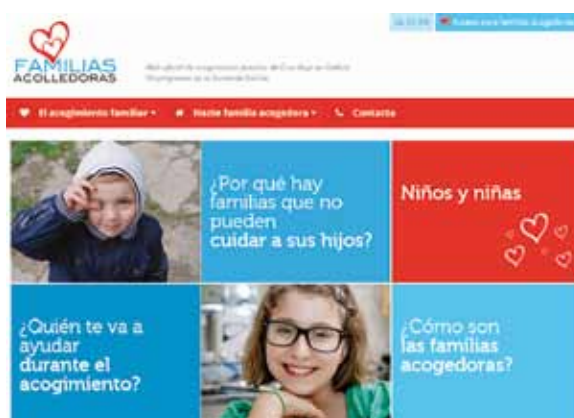 FAMILIAS
ACOLLEDORAS
El acogimiento familiar
Hazte familia acogedora
Contacto
¿Por qué hay
familias que no
pueden
cuidar a sus hijos?
Niños y niñas
¿Quién te va a
ayudar
durante el
acogimiento?
¿Cómo son
las familias
acogedoras?